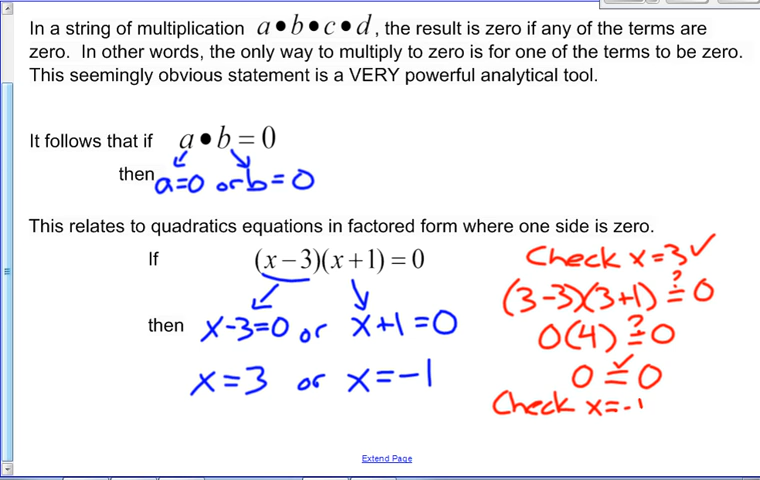 In a string of multiplication a•b•c•d, the result is zero if any of the terms are
zero. In other words, the only way to multiply to zero is for one of the terms to be zero.
This seemingly obvious statement is a VERY powerful analytical tool.
It follows that if a•b=0
then a=0 or b=0
This relates to quadratics equations in factored form where one side is zero.
If (x−3)(x+1)=0
then x-3=0 or x+1=0
x=3 or x=-1
Check x=3 ✓
(3-3)(3+1) ≟ 0
0(4) ≟ 0
0 =✓ 0
Check x=-1
Extend Page